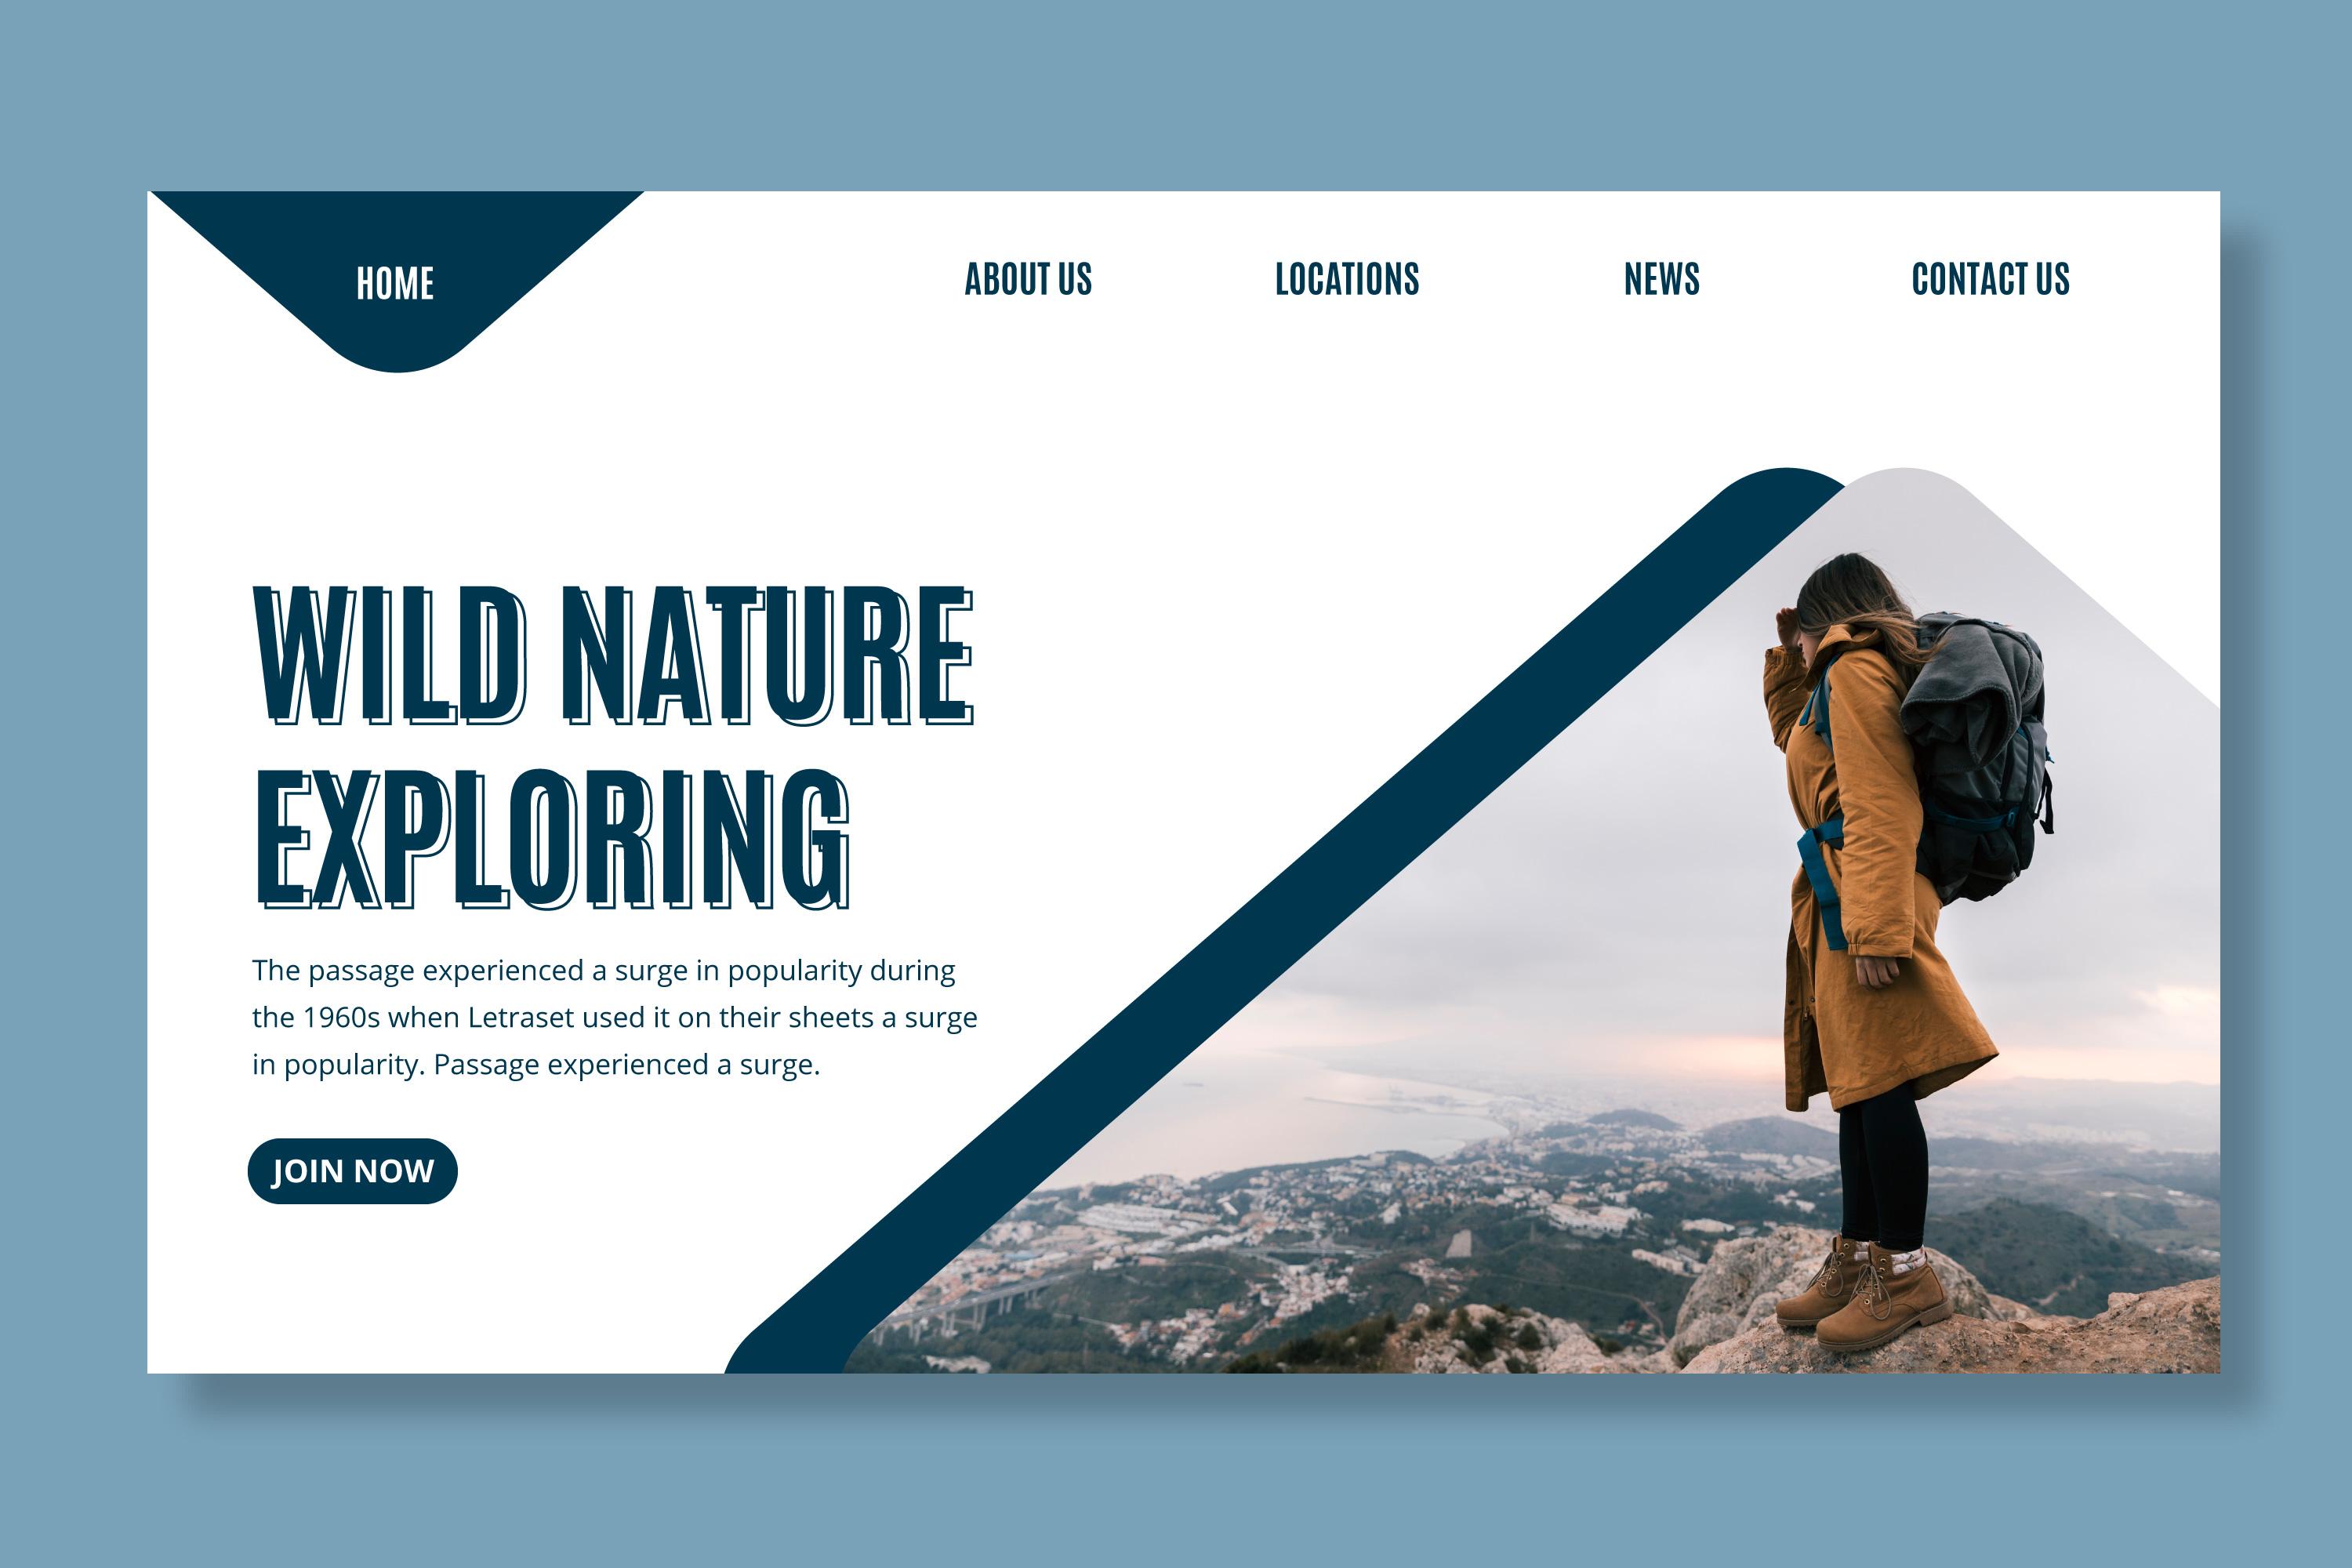 HOME
ABOUT US
LOCATIONS
NEWS
CONTACT US
WILD NATURE
EXPLORING
The passage experienced a surge in popularity during
the 1960s when Letraset used it on their sheets a surge
in popularity. Passage experienced a surge.
JOIN NOW